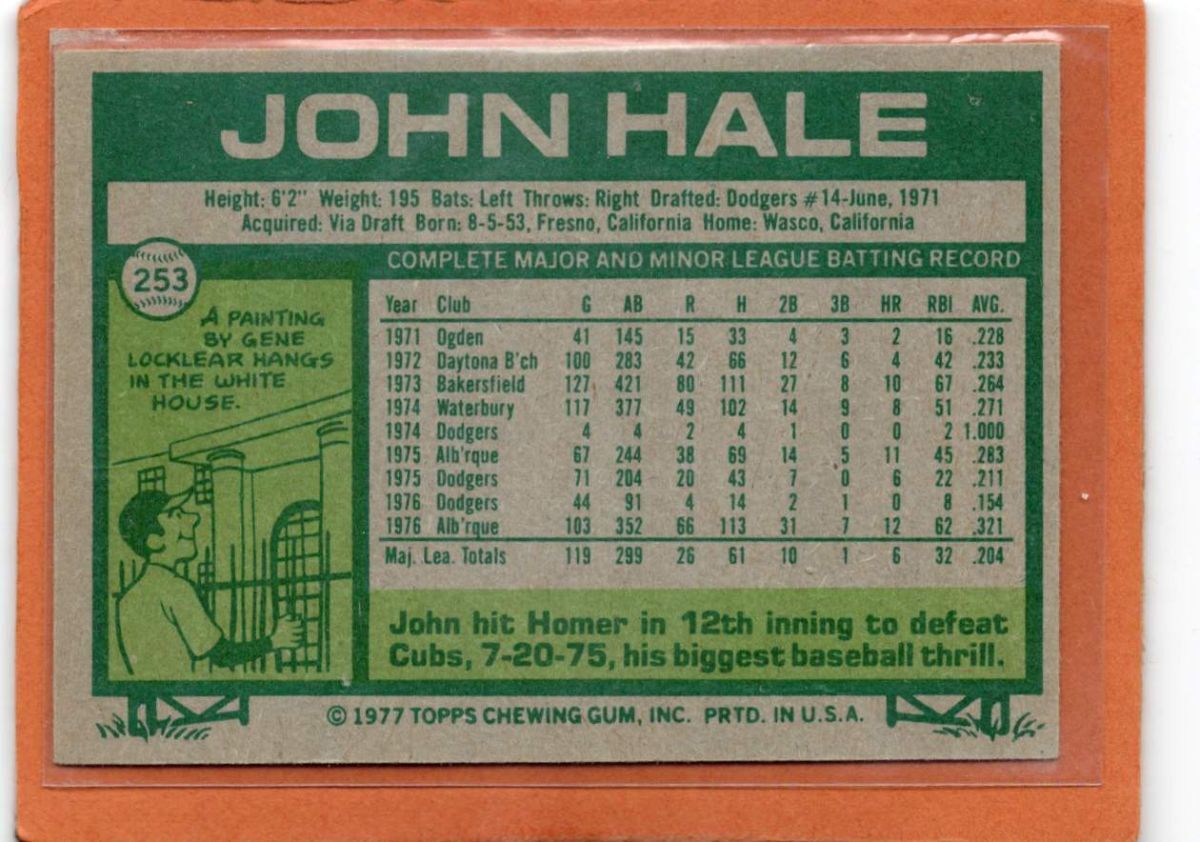 JOHN HALE
Height: 6'2" Weight: 195 Bats: Left Throws: Right Drafted: Dodgers #14-June, 1971
Acquired: Via Draft Born: 8-5-53, Fresno, California Home: Wasco, California
253
A PAINTING
BY GENE
LOCKLEAR HANGS
IN THE WHITE
HOUSE.
COMPLETE MAJOR AND MINOR LEAGUE BATTING RECORD
Year Club G AB R H 2B 3B HR RBI AVG.
1971 Ogden 41 145 15 33 4 3 2 16 .228
1972 Daytona B'ch 100 283 42 66 12 6 4 42 .233
1973 Bakersfield 127 421 80 111 27 8 10 67 .264
1974 Waterbury 117 377 49 102 14 9 8 51 .271
1974 Dodgers 4 4 2 4 1 0 0 2 1.000
1975 Alb'rque 67 244 38 69 14 5 11 45 .283
1975 Dodgers 71 204 20 43 7 0 6 22 .211
1976 Dodgers 44 91 4 14 2 1 0 8 .154
1976 Alb'rque 103 352 66 113 31 7 12 62 .321
Maj. Lea. Totals 119 299 26 61 10 1 6 32 .204
John hit Homer in 12th inning to defeat
Cubs, 7-20-75, his biggest baseball thrill.
© 1977 TOPPS CHEWING GUM, INC. PRTD. IN U.S.A.